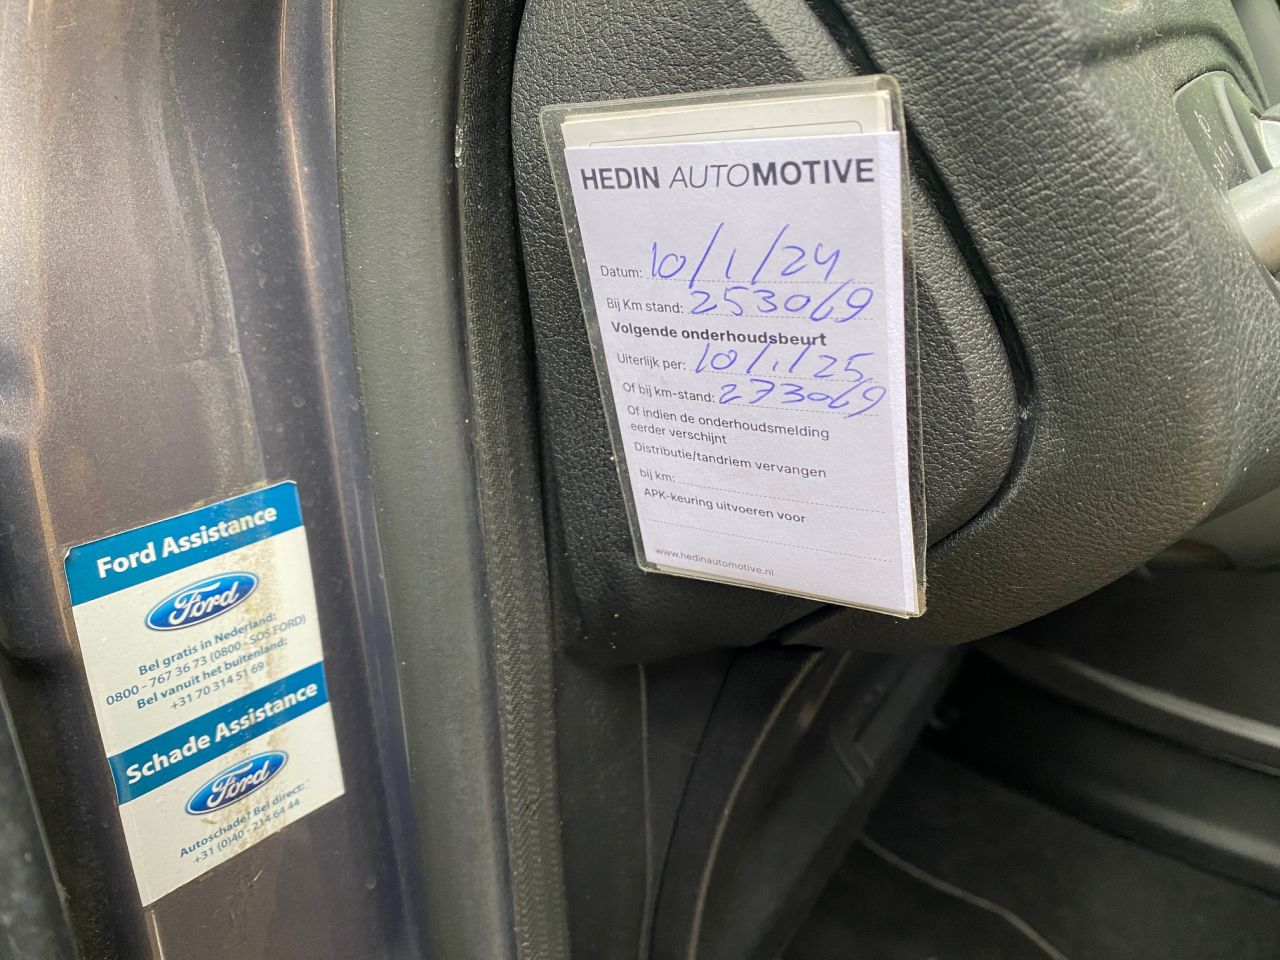 HEDIN AUTOMOTIVE
Datum: 10/1/24
Bij Km stand: 253069
Volgende onderhoudsbeurt
Uiterlijk per: 10/1/25
Of bij km-stand: 273069
Of indien de onderhoudsmelding
eerder verschijnt
Distributie/tandriem vervangen
bij km:
APK-keuring uitvoeren voor
www.hedinautomotive.nl
Ford Assistance
Ford
Bel gratis in Nederland:
0800 - 767 36 73 (0800 - SOS FORD)
Bel vanuit het buitenland:
+31 70 314 51 69
Schade Assistance
Ford
Autoschade? Bel direct:
+31 (0)40 - 214 64 44